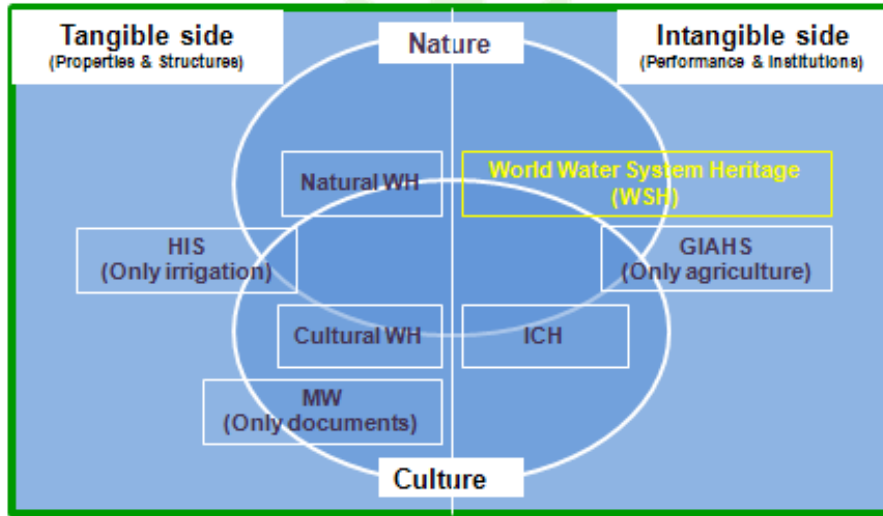 Tangible side
(Properties & Structures)
Nature
Intangible side
(Performance & Institutions)
Natural WH
World Water System Heritage
(WSH)
HIS
(Only irrigation)
GIAHS
(Only agriculture)
Cultural WH
ICH
MW
(Only documents)
Culture